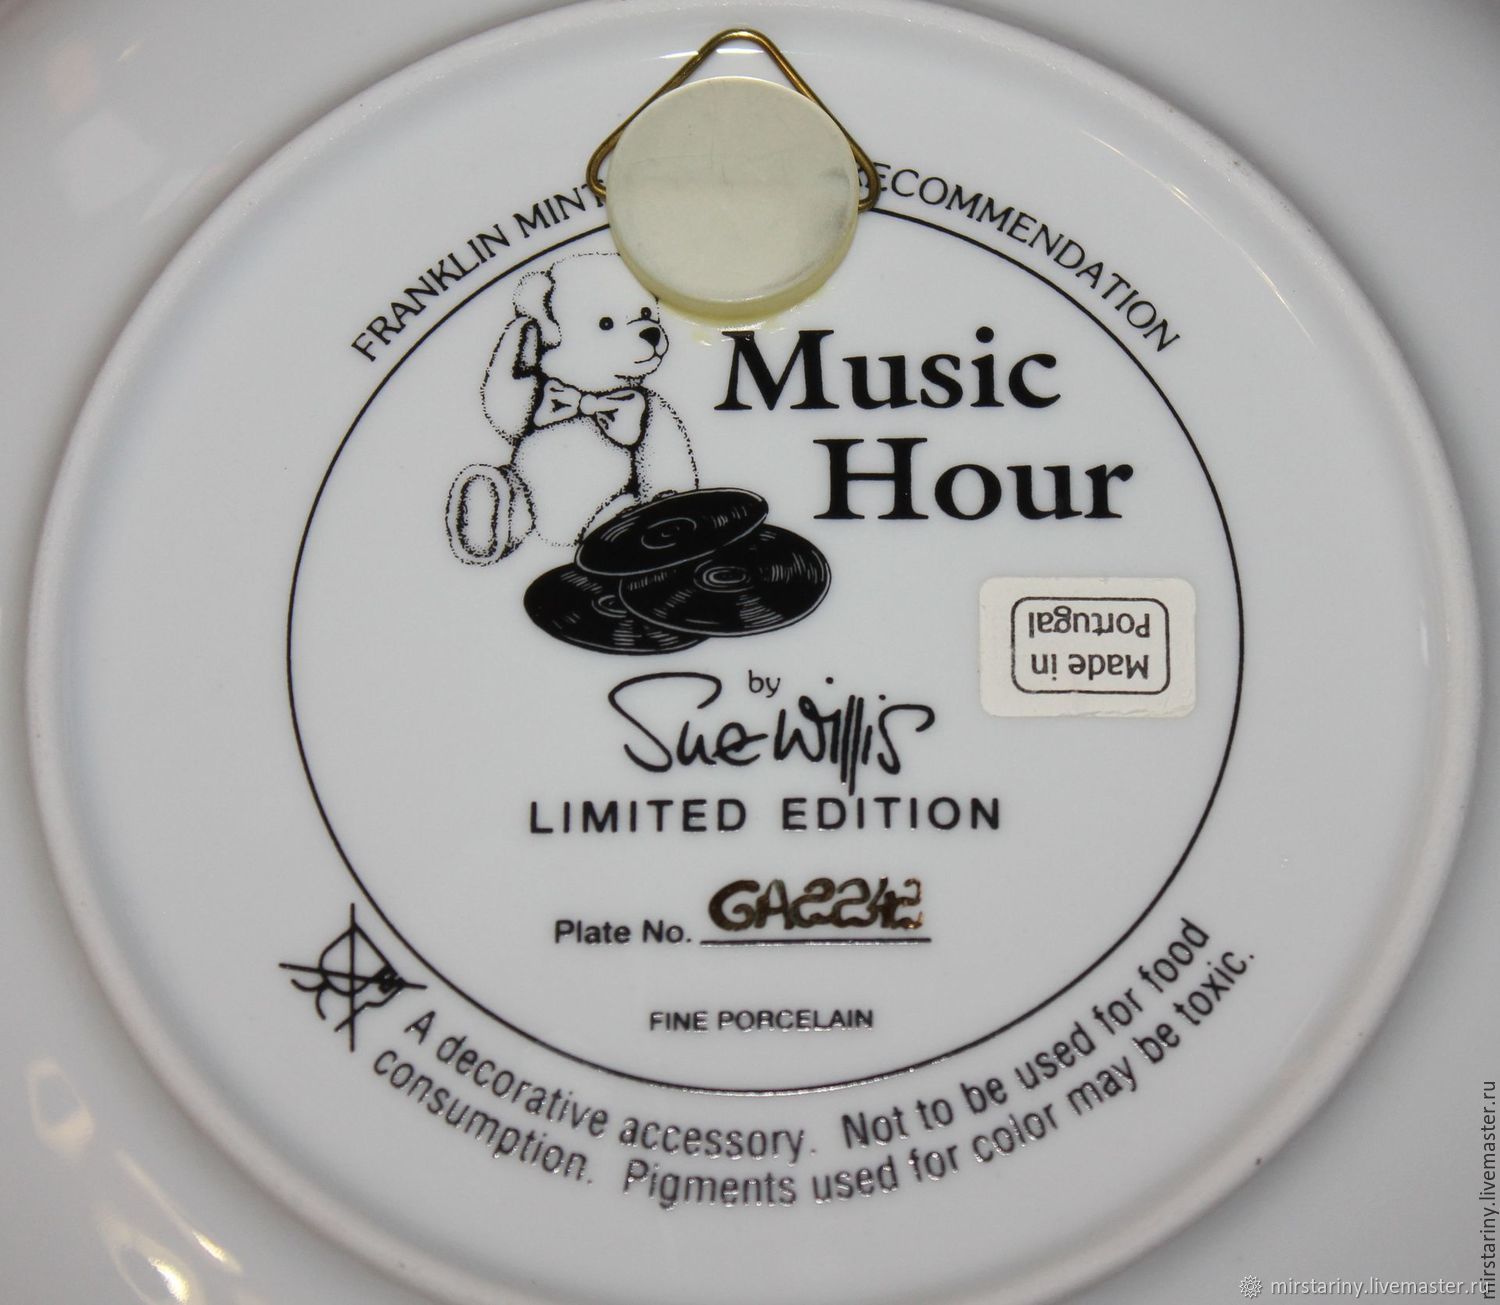 FRANKLIN MINT RECOMMENDATION
Music
Hour
Made in
Portugal
by
Sue Willis
LIMITED EDITION
Plate No. GA2242
FINE PORCELAIN
A decorative accessory. Not to be used for food
consumption. Pigments used for color may be toxic.
mirstariny.livemaster.ru
mirstariny.livemaster.ru